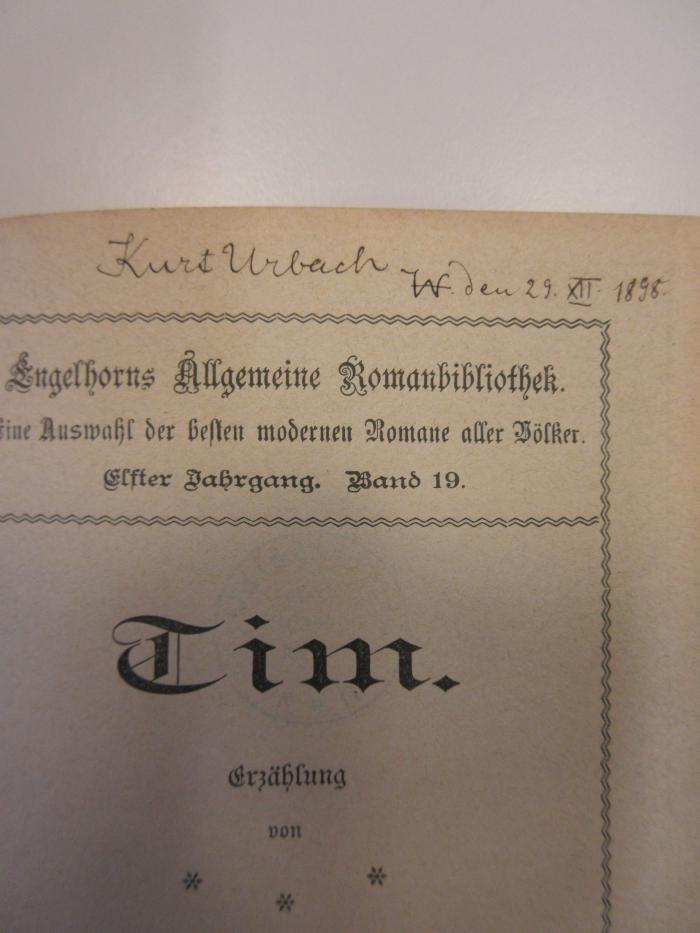 Kurt Urbach
W. den 29. XII. 1898.
Engelhorns Allgemeine Romanbibliothek.
Eine Auswahl der besten modernen Romane aller Völker.
Elfter Jahrgang. Band 19.
Tim.
Erzählung
von
* * *